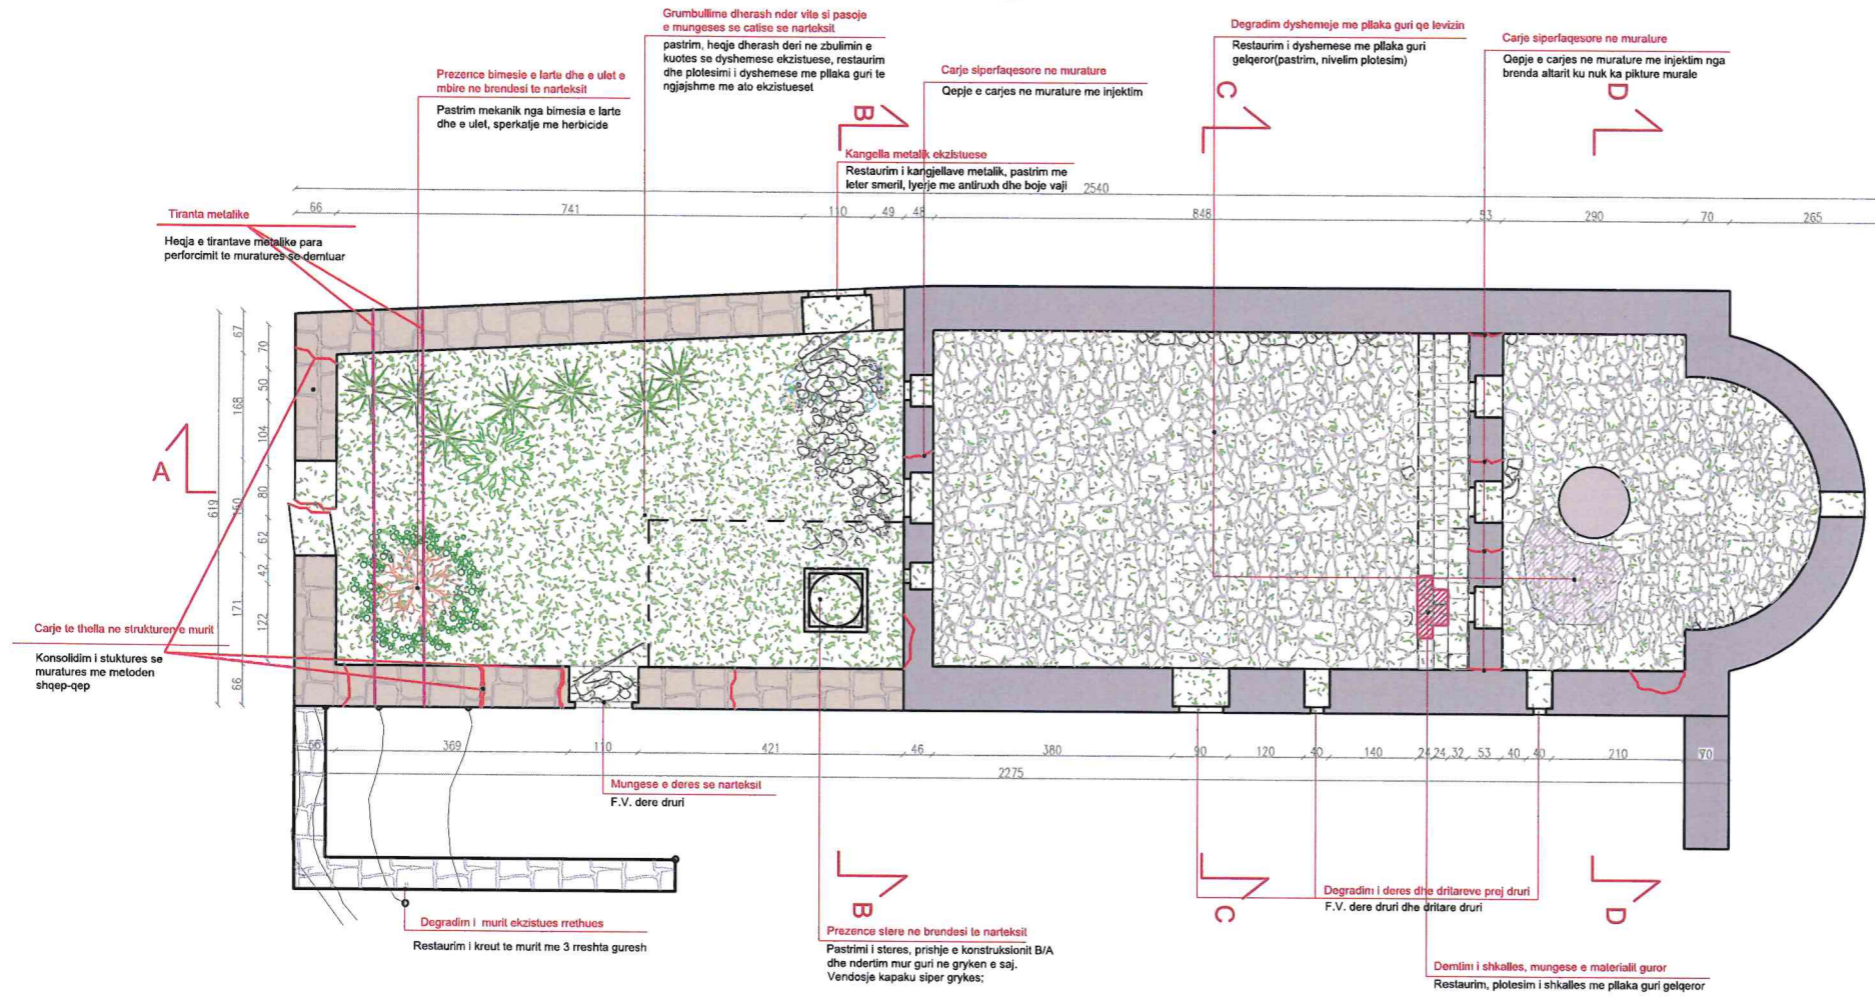 Grumbullime dherash nder vite si pasoje
e mungeses se catise se narteksit
pastrim, heqje dherash deri ne zbulimin e
kuotes se dyshemese ekzistuese, restaurim
dhe plotesimi i dyshemese me pllaka guri te
ngjajshme me ato ekzistueset
Degradim dyshemeje me pllaka guri qe levizin
Restaurim i dyshemese me pllaka guri
gelqeror(pastrim, nivelim plotesim)
Carje siperfaqesore ne murature
Qepje e carjes ne murature me injektim nga
brenda altarit ku nuk ka pikture murale
Prezence bimesie e larte dhe e ulet e
mbire ne brendesi te narteksit
Pastrim mekanik nga bimesia e larte
dhe e ulet, sperkatje me herbicide
Carje siperfaqesore ne murature
Qepje e carjes ne murature me injektim
B
C
D
Kangella metalik ekzistuese
Restaurim i kangjellave metalik, pastrim me
leter smeril, lyerje me antiruxh dhe boje vaji
2540
66 741 110 49 48 848 53 290 70 265
Tiranta metalike
Heqja e tirantave metalike para
perforcimit te muratures se demtuar
A
619
67 168 171 66
70 50 104 80 62 42 122
Carje te thella ne strukturen e murit
Konsolidim i stuktures se
muratures me metoden
shqep-qep
369 110 421 46 380 90 120 40 140 24 24 32 53 40 40 210 70
2275
Mungese e deres se narteksit
F.V. dere druri
B
C
D
Degradim i deres dhe dritareve prej druri
F.V. dere druri dhe dritare druri
Degradim i murit ekzistues rrethues
Restaurim i kreut te murit me 3 rreshta guresh
Prezence stere ne brendesi te narteksit
Pastrimi i steres, prishje e konstruksionit B/A
dhe ndertim mur guri ne gryken e saj.
Vendosje kapaku siper grykes;
Demtim i shkalles, mungese e materialit guror
Restaurim, plotesim i shkalles me pllaka guri gelqeror